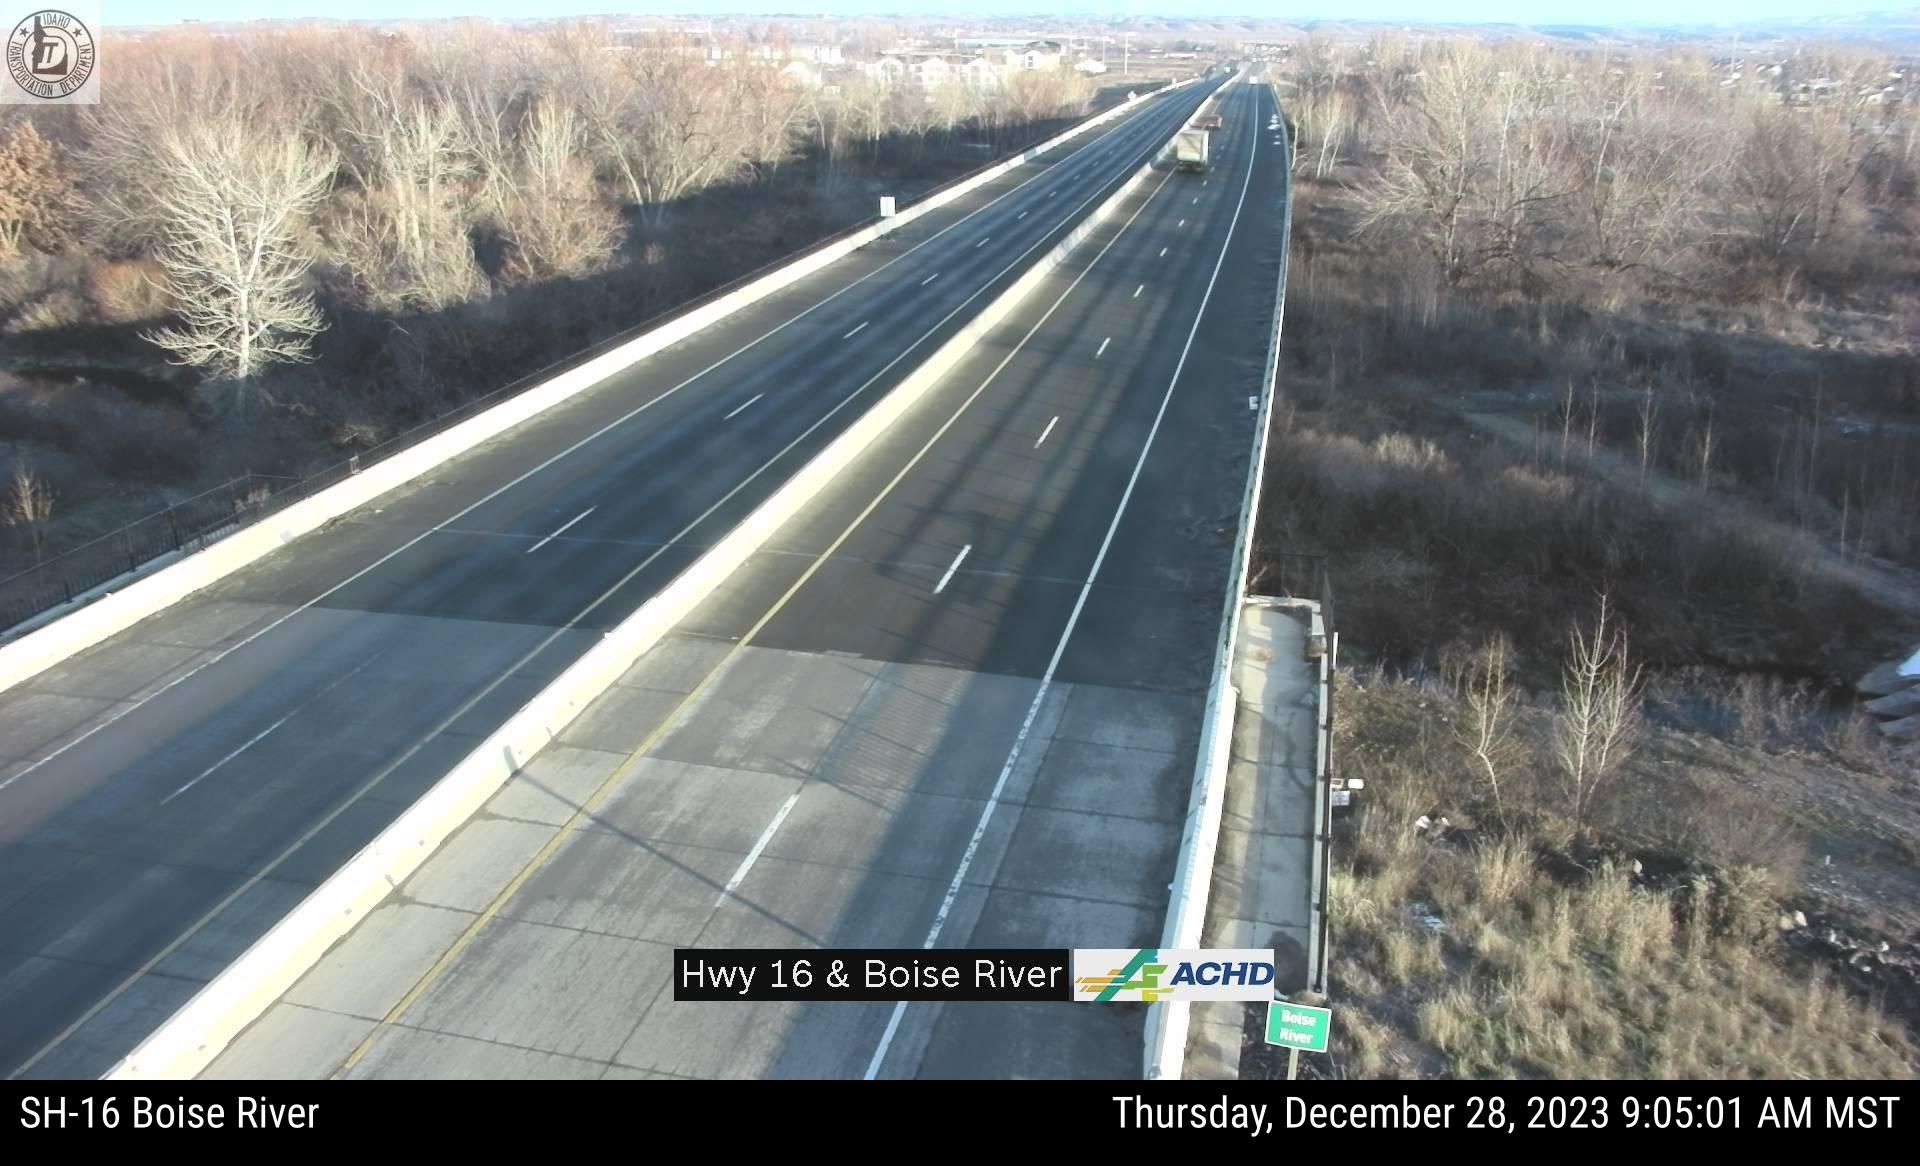 IDAHO
TRANSPORTATION DEPARTMENT
Hwy 16 & Boise River ACHD
Boise
River
SH-16 Boise River
Thursday, December 28, 2023 9:05:01 AM MST